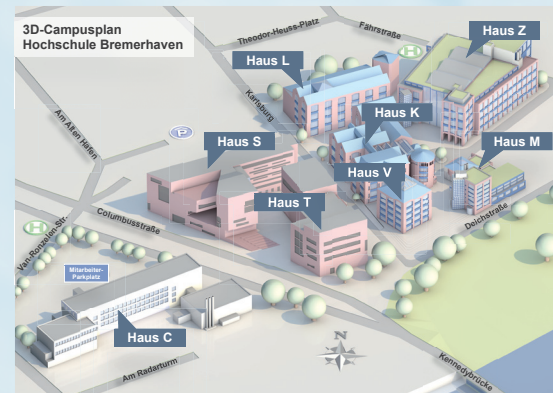 3D-Campusplan
Hochschule Bremerhaven
Theodor-Heuss-Platz
Fährstraße
H
Haus Z
Haus L
Karlsburg
Haus K
Am Alten Hafen
P
Haus S
Haus M
Haus V
Haus T
Deichstraße
H
Van-Ronzelen-Str.
Columbusstraße
Mitarbeiter-
Parkplatz
Haus C
N
Am Radarturm
Kennedybrücke